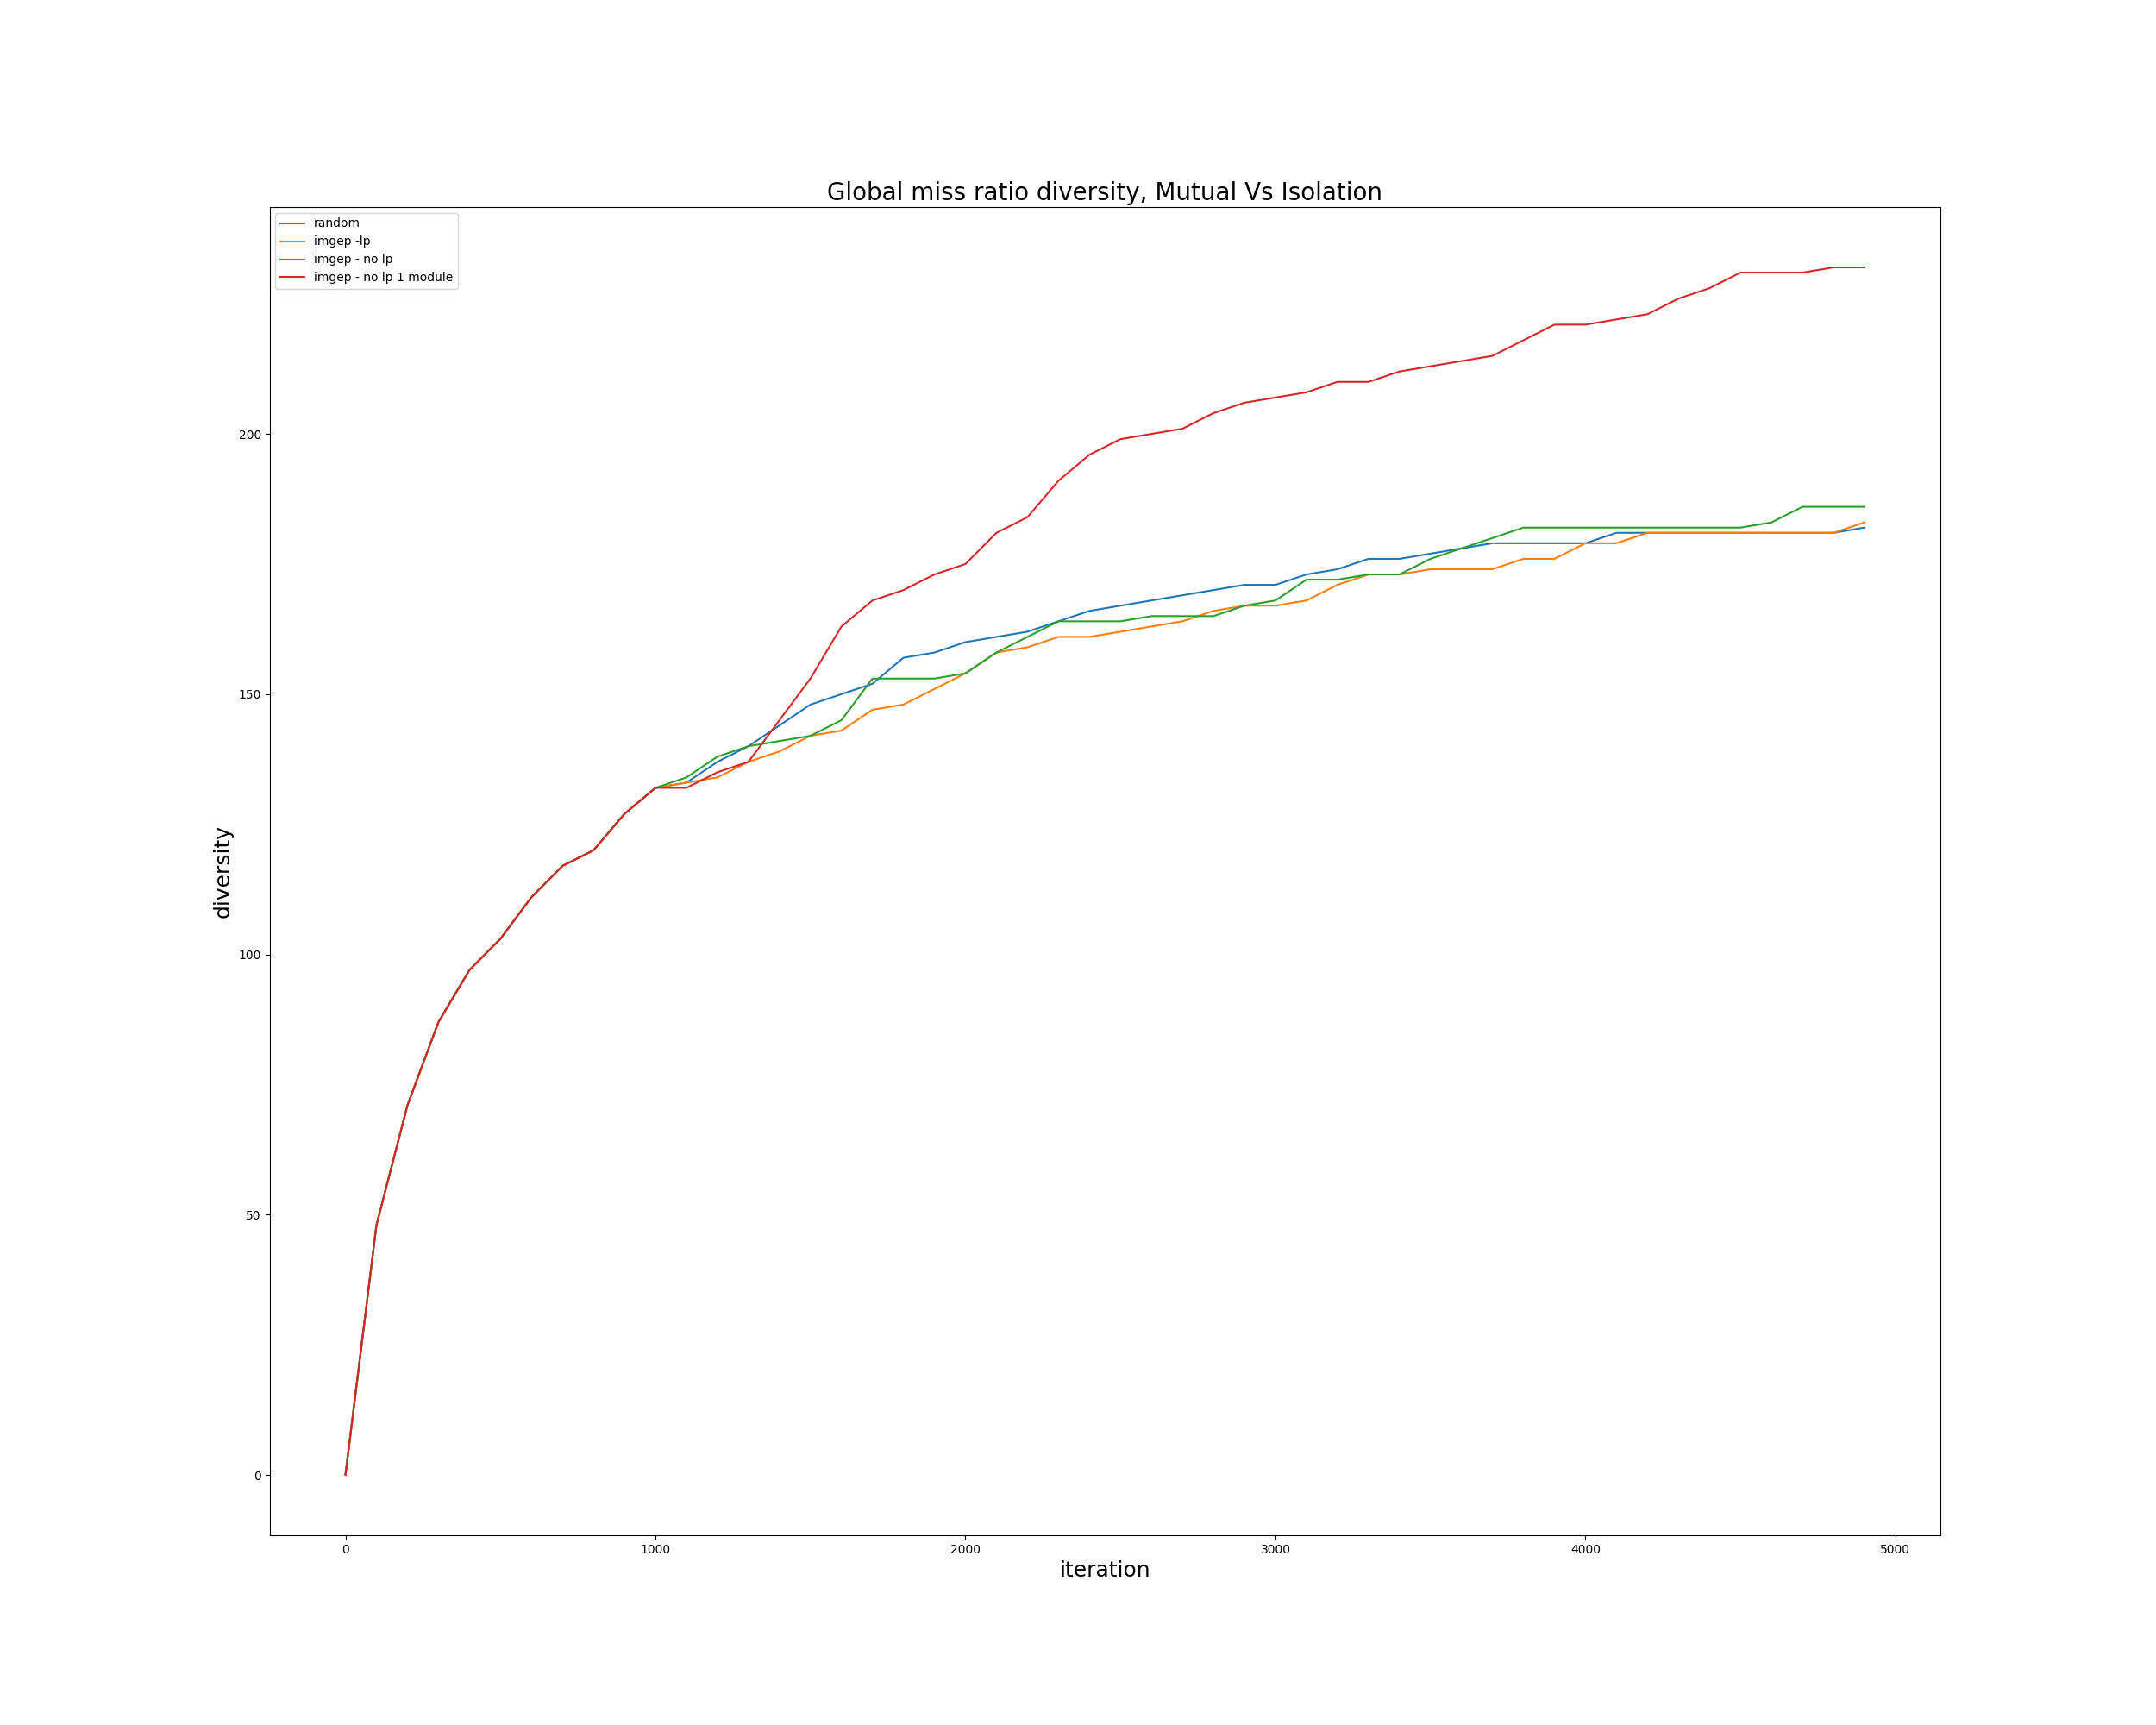 Global miss ratio diversity, Mutual Vs Isolation
random
imgep -lp
imgep - no lp
imgep - no lp 1 module
diversity
200
150
100
50
0
0 1000 2000 3000 4000 5000
iteration